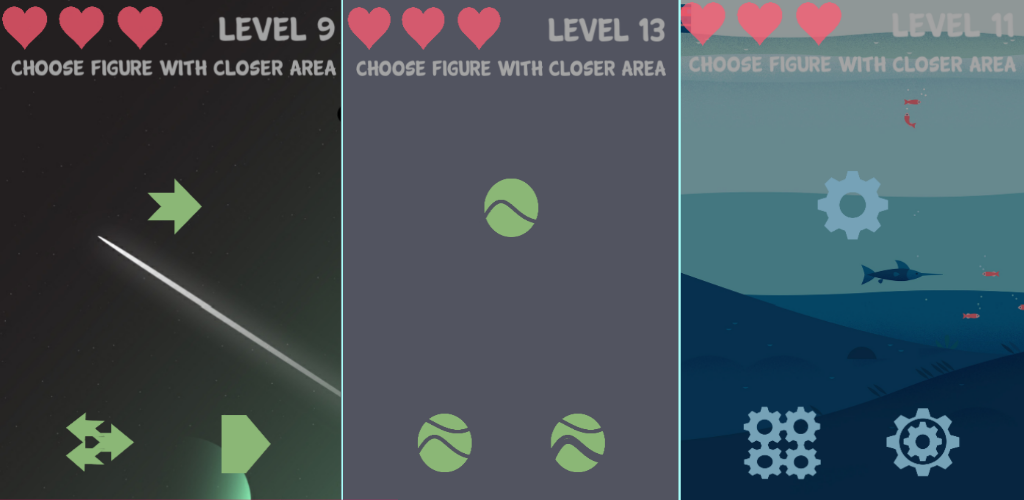 LEVEL 9
CHOOSE FIGURE WITH CLOSER AREA
LEVEL 13
CHOOSE FIGURE WITH CLOSER AREA
LEVEL 11
CHOOSE FIGURE WITH CLOSER AREA